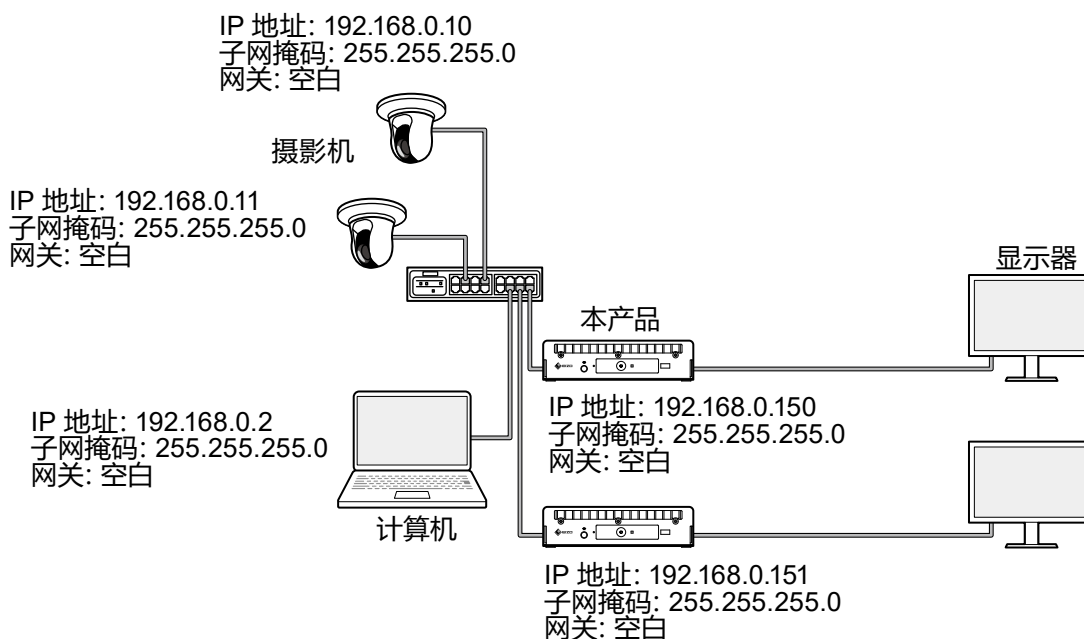 IP 地址: 192.168.0.10
子网掩码: 255.255.255.0
网关: 空白
摄影机
IP 地址: 192.168.0.11
子网掩码: 255.255.255.0
网关: 空白
显示器
本产品
IP 地址: 192.168.0.150
子网掩码: 255.255.255.0
网关: 空白
IP 地址: 192.168.0.2
子网掩码: 255.255.255.0
网关: 空白
计算机
IP 地址: 192.168.0.151
子网掩码: 255.255.255.0
网关: 空白